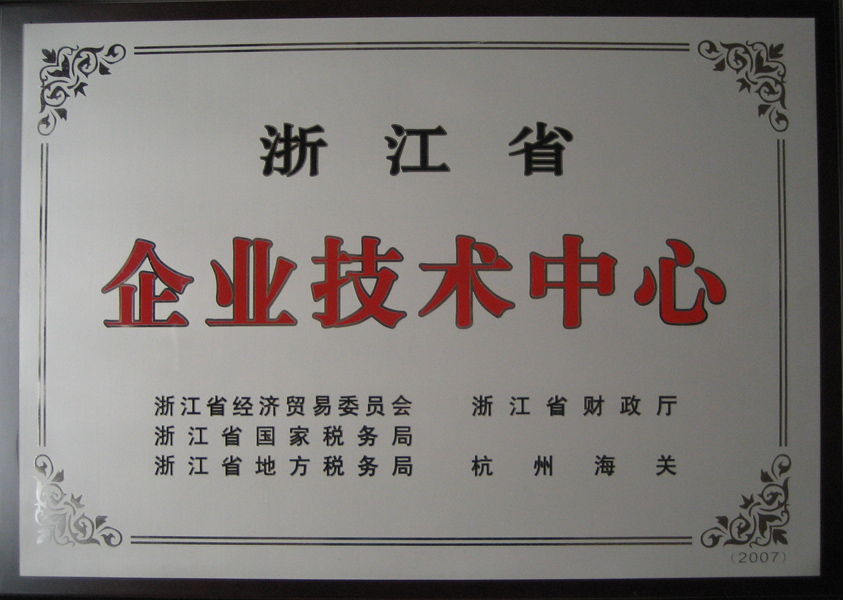 浙江省
企业技术中心
浙江省经济贸易委员会 浙江省财政厅
浙江省国家税务局
浙江省地方税务局 杭州海关
(2007)